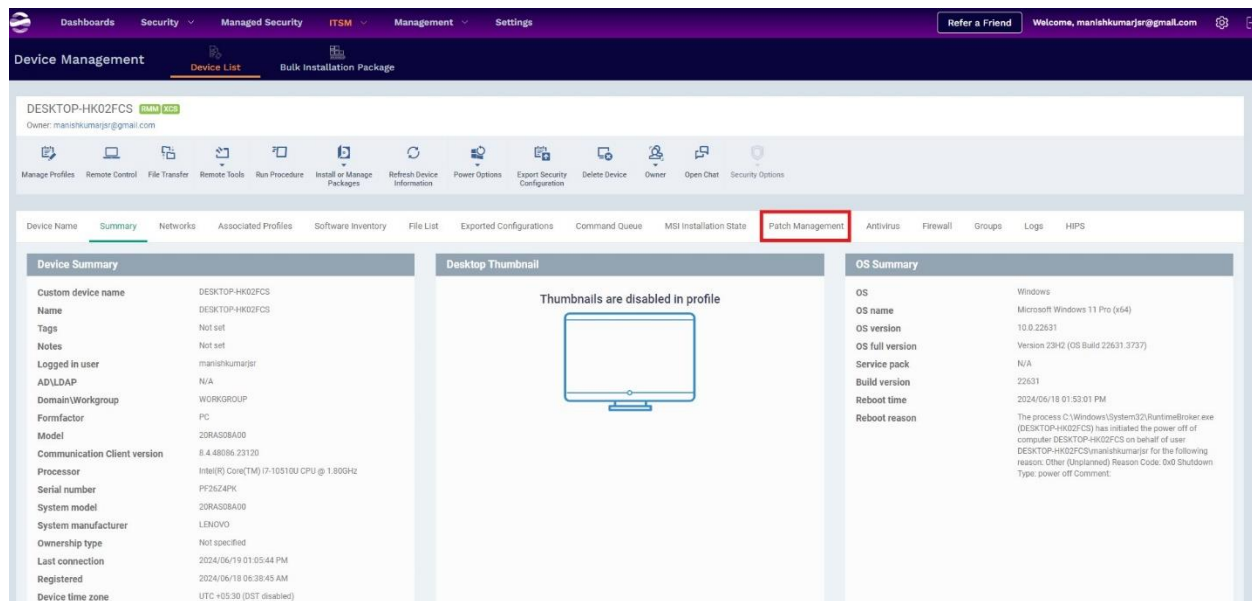 Dashboards Security Managed Security ITSM Management Settings Refer a Friend Welcome, manishkumarjsr@gmail.com
Device Management Device List Bulk Installation Package
DESKTOP-HK02FCS RMM XCS
Owner: manishkumarjsr@gmail.com
Manage Profiles Remote Control File Transfer Remote Tools Run Procedure Install or Manage Packages Refresh Device Information Power Options Export Security Configuration Delete Device Owner Open Chat Security Options
Device Name Summary Networks Associated Profiles Software Inventory File List Exported Configurations Command Queue MSI Installation State Patch Management Antivirus Firewall Groups Logs HIPS
Device Summary
Custom device name DESKTOP-HK02FCS
Name DESKTOP-HK02FCS
Tags Not set
Notes Not set
Logged in user manishkumarjsr
AD\LDAP N/A
Domain\Workgroup WORKGROUP
Formfactor PC
Model 20RAS08A00
Communication Client version 8.4.48086.23120
Processor Intel(R) Core(TM) i7-10510U CPU @ 1.80GHz
Serial number PF26Z4PK
System model 20RAS08A00
System manufacturer LENOVO
Ownership type Not specified
Last connection 2024/06/19 01:05:44 PM
Registered 2024/06/18 06:38:45 AM
Device time zone UTC +05:30 (DST disabled)
Desktop Thumbnail
Thumbnails are disabled in profile
OS Summary
OS Windows
OS name Microsoft Windows 11 Pro (x64)
OS version 10.0.22631
OS full version Version 23H2 (OS Build 22631.3737)
Service pack N/A
Build version 22631
Reboot time 2024/06/18 01:53:01 PM
Reboot reason The process C:\Windows\System32\RuntimeBroker.exe
(DESKTOP-HK02FCS) has initiated the power off of
computer DESKTOP-HK02FCS on behalf of user
DESKTOP-HK02FCS\manishkumarjsr for the following
reason: Other (Unplanned) Reason Code: 0x0 Shutdown
Type: power off Comment: